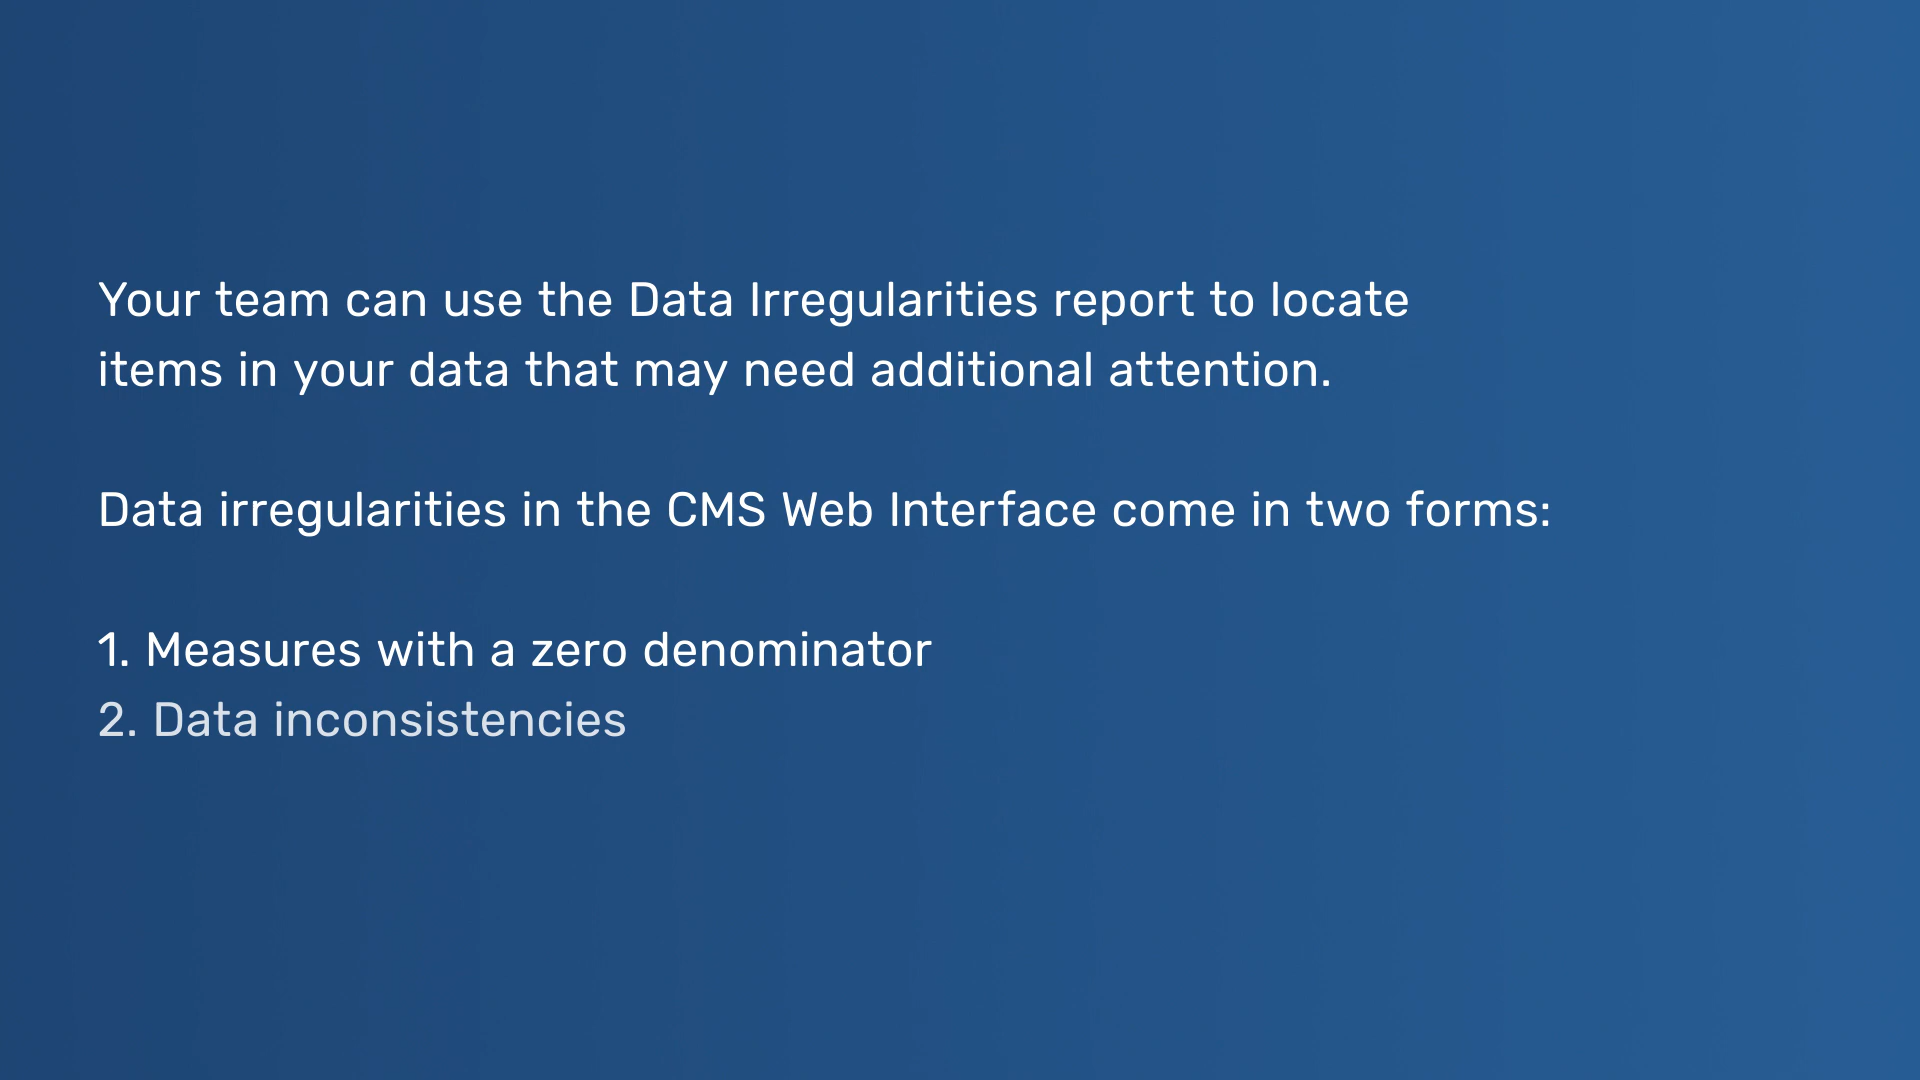 Your team can use the Data Irregularities report to locate
items in your data that may need additional attention.
Data irregularities in the CMS Web Interface come in two forms:
1. Measures with a zero denominator
2. Data inconsistencies